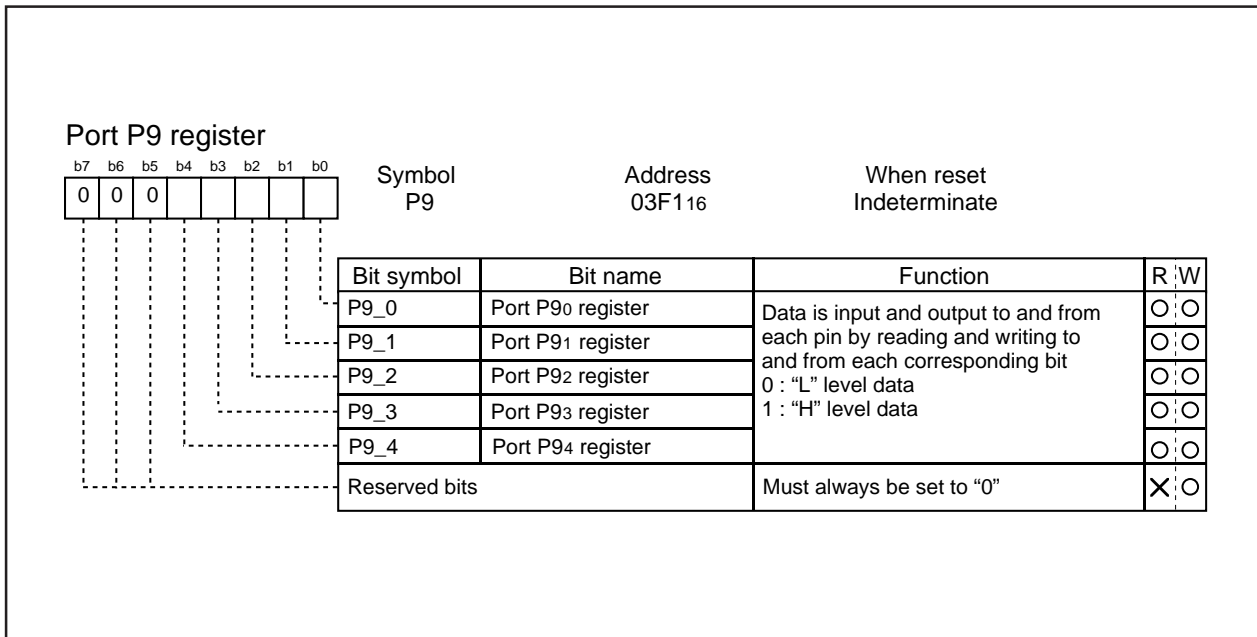 Port P9 register
b7 b6 b5 b4 b3 b2 b1 b0
0 0 0
Symbol Address When reset
P9 03F116 Indeterminate
Bit symbol Bit name Function R W
P9_0 Port P90 register
P9_1 Port P91 register
P9_2 Port P92 register
P9_3 Port P93 register
P9_4 Port P94 register
Data is input and output to and from
each pin by reading and writing to
and from each corresponding bit
0 : “L” level data
1 : “H” level data
Reserved bits Must always be set to “0”